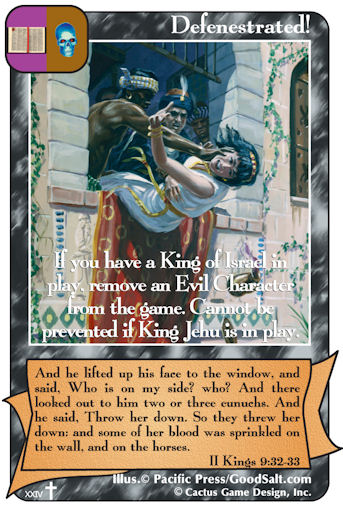 Defenestrated!
If you have a King of Israel in
play, remove an Evil Character
from the game. Cannot be
prevented if King Jehu is in play.
And he lifted up his face to the window, and
said, Who is on my side? who? And there
looked out to him two or three eunuchs. And
he said, Throw her down. So they threw her
down: and some of her blood was sprinkled on
the wall, and on the horses.
II Kings 9:32-33
XXIV
Illus.© Pacific Press/GoodSalt.com
© Cactus Game Design, Inc.